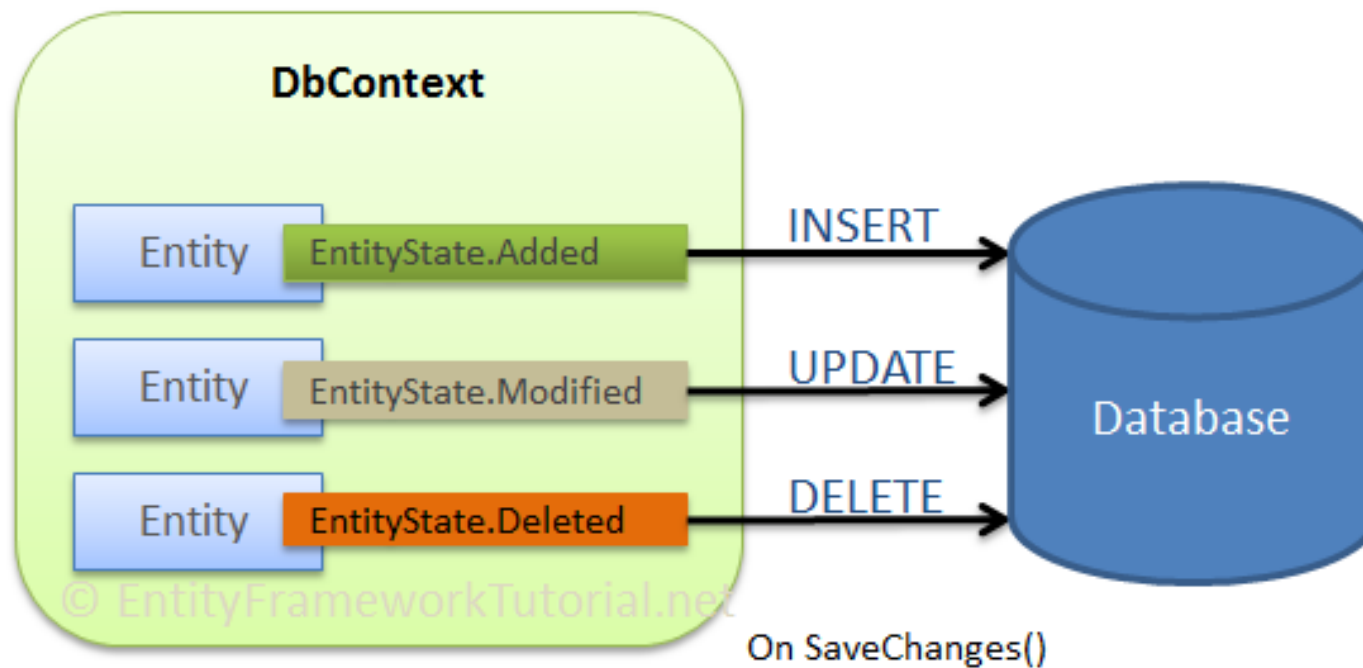 DbContext
Entity
EntityState.Added
INSERT
Entity
EntityState.Modified
UPDATE
Database
Entity
EntityState.Deleted
DELETE
© EntityFrameworkTutorial.net
On SaveChanges()